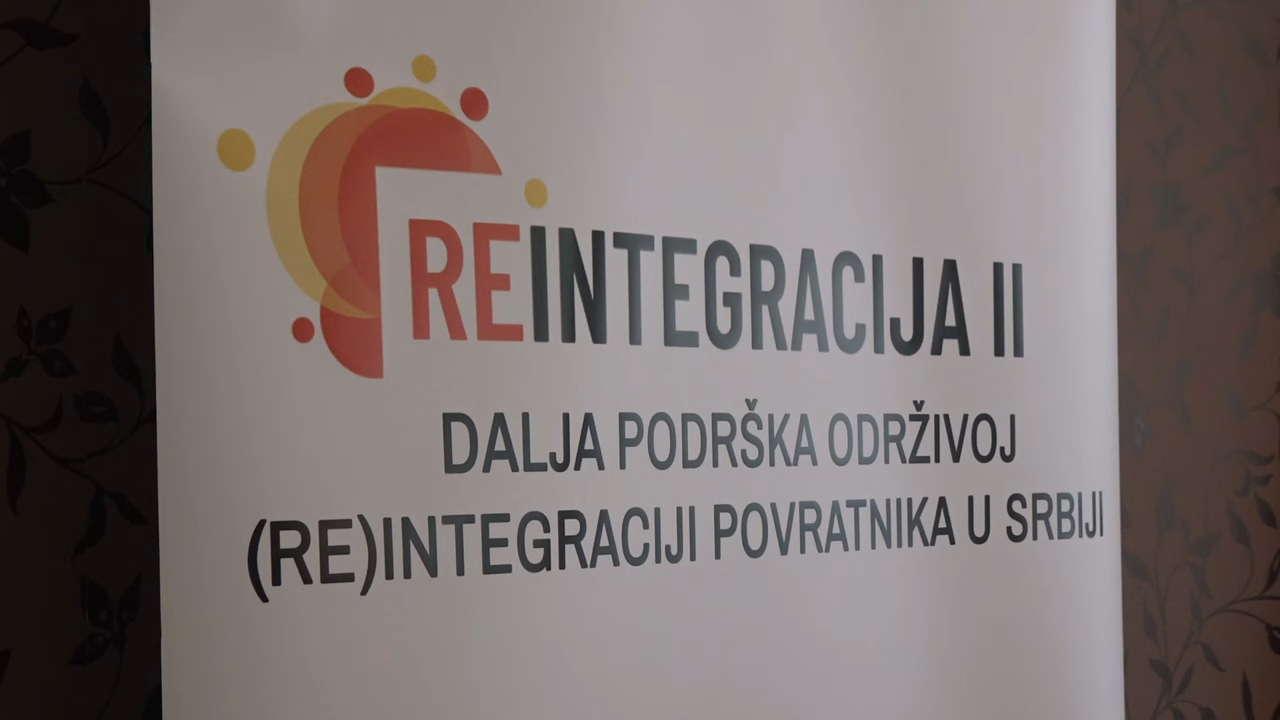 REINTEGRACIJA II
DALJA PODRŠKA ODRŽIVOJ
(RE)INTEGRACIJI POVRATNIKA U SRBIJI